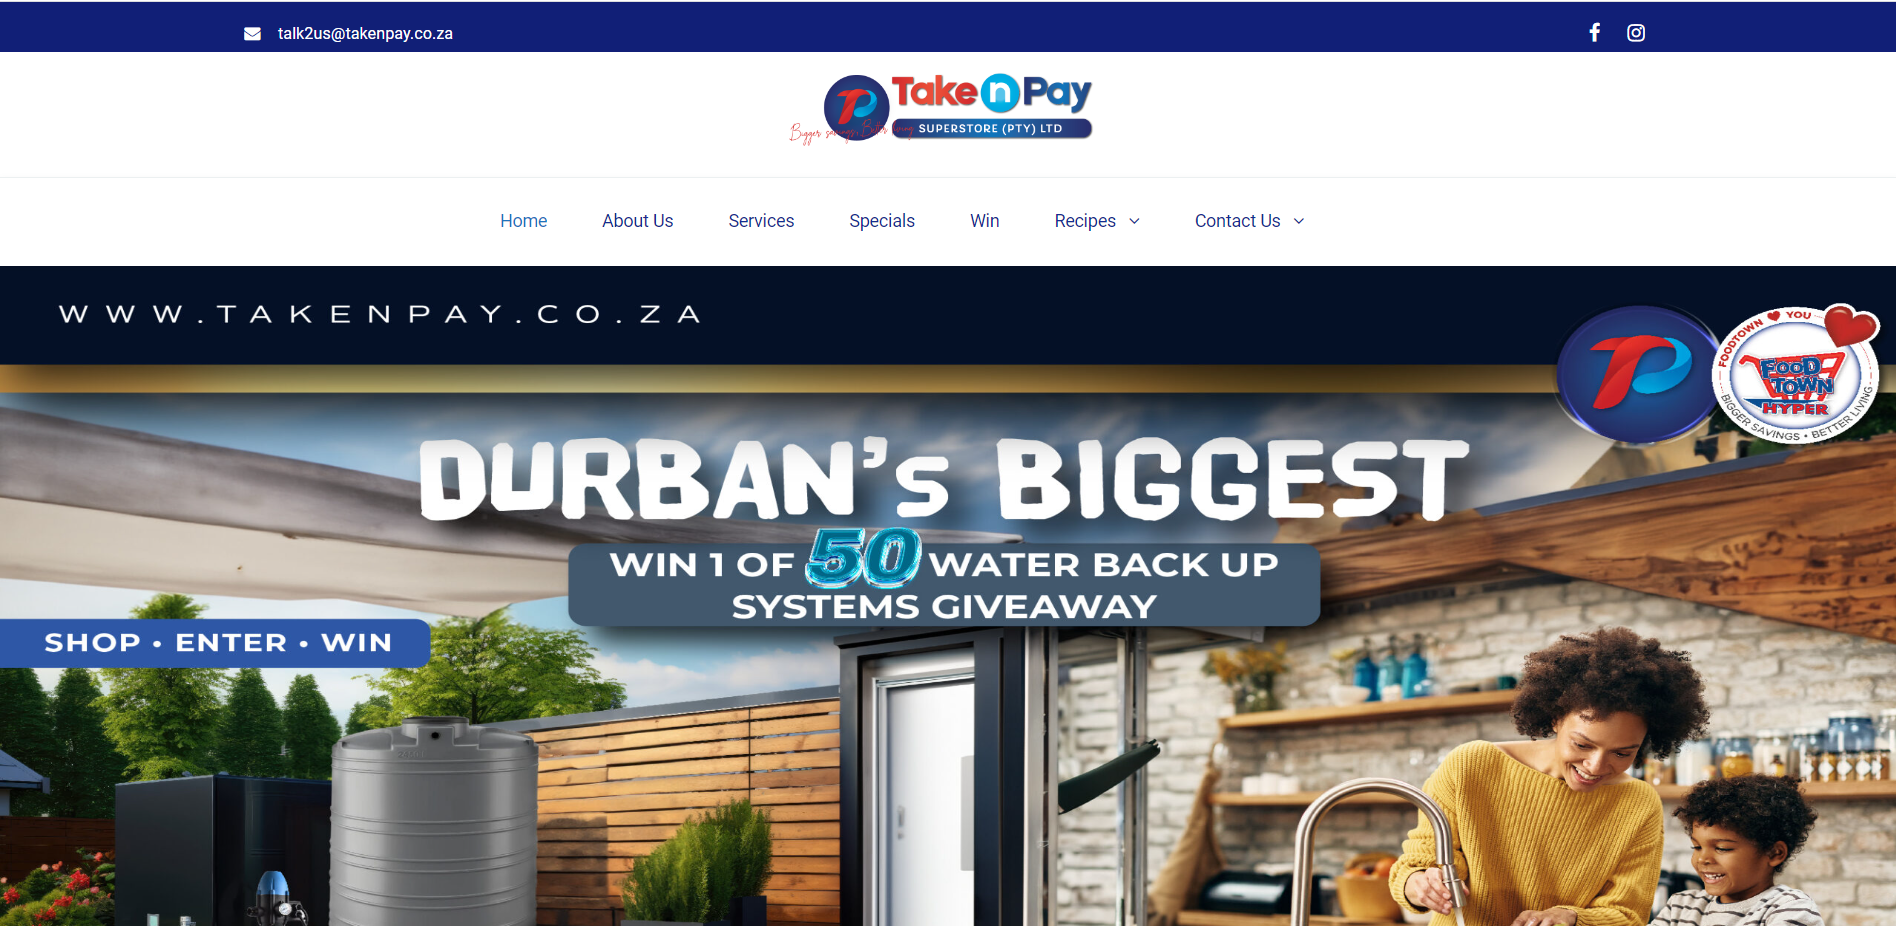 talk2us@takenpay.co.za
Take n Pay
Bigger savings, Better living
SUPERSTORE (PTY) LTD
Home About Us Services Specials Win Recipes Contact Us
WWW.TAKENPAY.CO.ZA
FOODTOWN YOU
FOOD
TOWN
HYPER
BIGGER SAVINGS • BETTER LIVING
DURBAN's BIGGEST
WIN 1 OF 50 WATER BACK UP
SYSTEMS GIVEAWAY
SHOP • ENTER • WIN